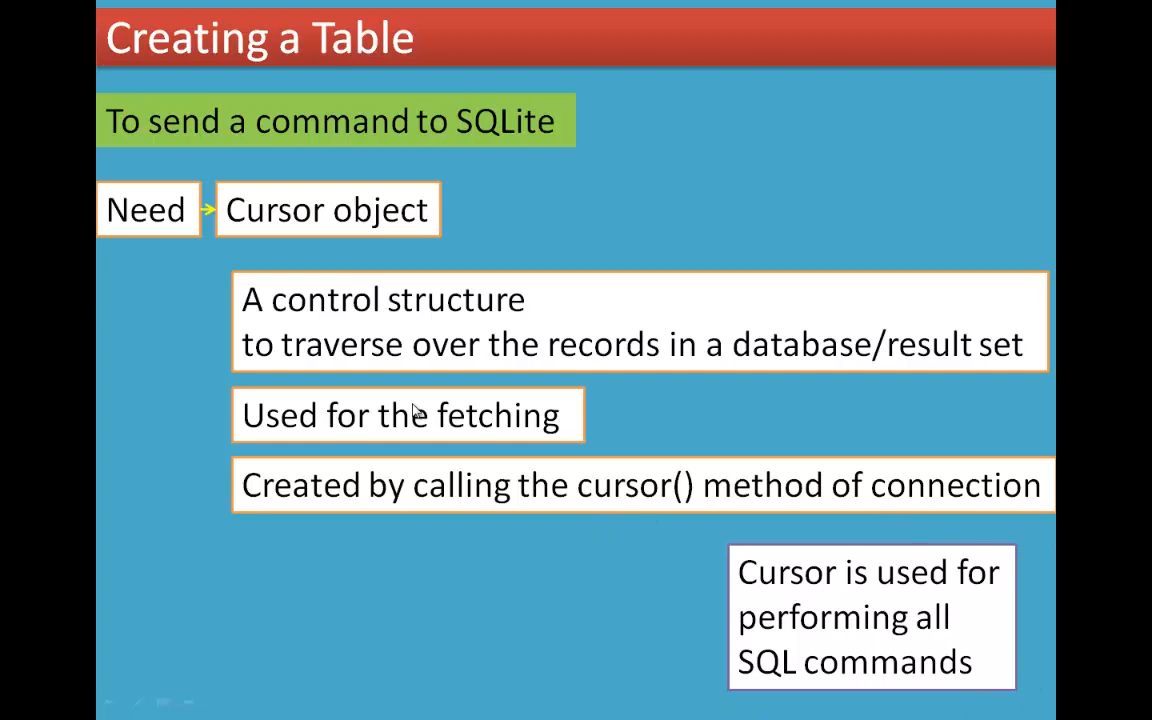 Creating a Table
To send a command to SQLite
Need
Cursor object
A control structure
to traverse over the records in a database/result set
Used for the fetching
Created by calling the cursor() method of connection
Cursor is used for
performing all
SQL commands